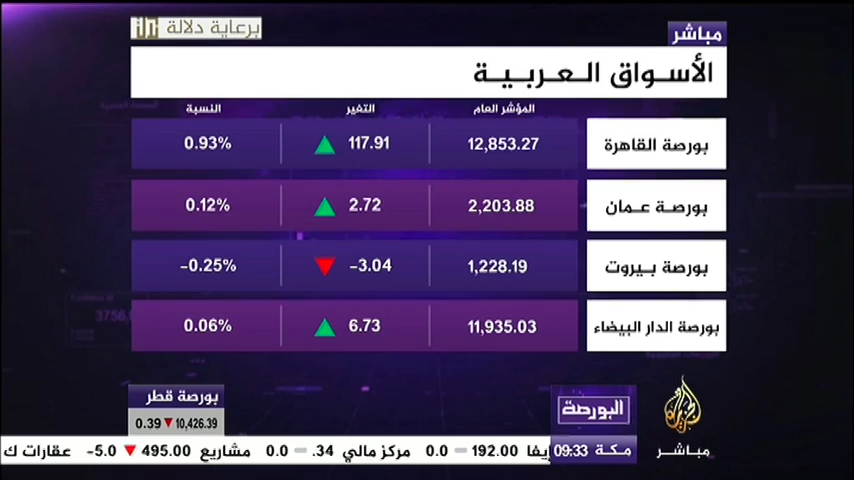 مباشر
برعاية دلالة
الأسواق العربية
المؤشر العام التغير النسبة
بورصة القاهرة 12,853.27 117.91 0.93%
بورصة عمان 2,203.88 2.72 0.12%
بورصة بيروت 1,228.19 -3.04 -0.25%
بورصة الدار البيضاء 11,935.03 6.73 0.06%
بورصة قطر
10,426.39 0.39
البورصة
الجزيرة
مباشر
مكة 09:33
إيفا 192.00 0.0 مركز مالي .34 0.0 مشاريع 495.00 -5.0 عقارات ك